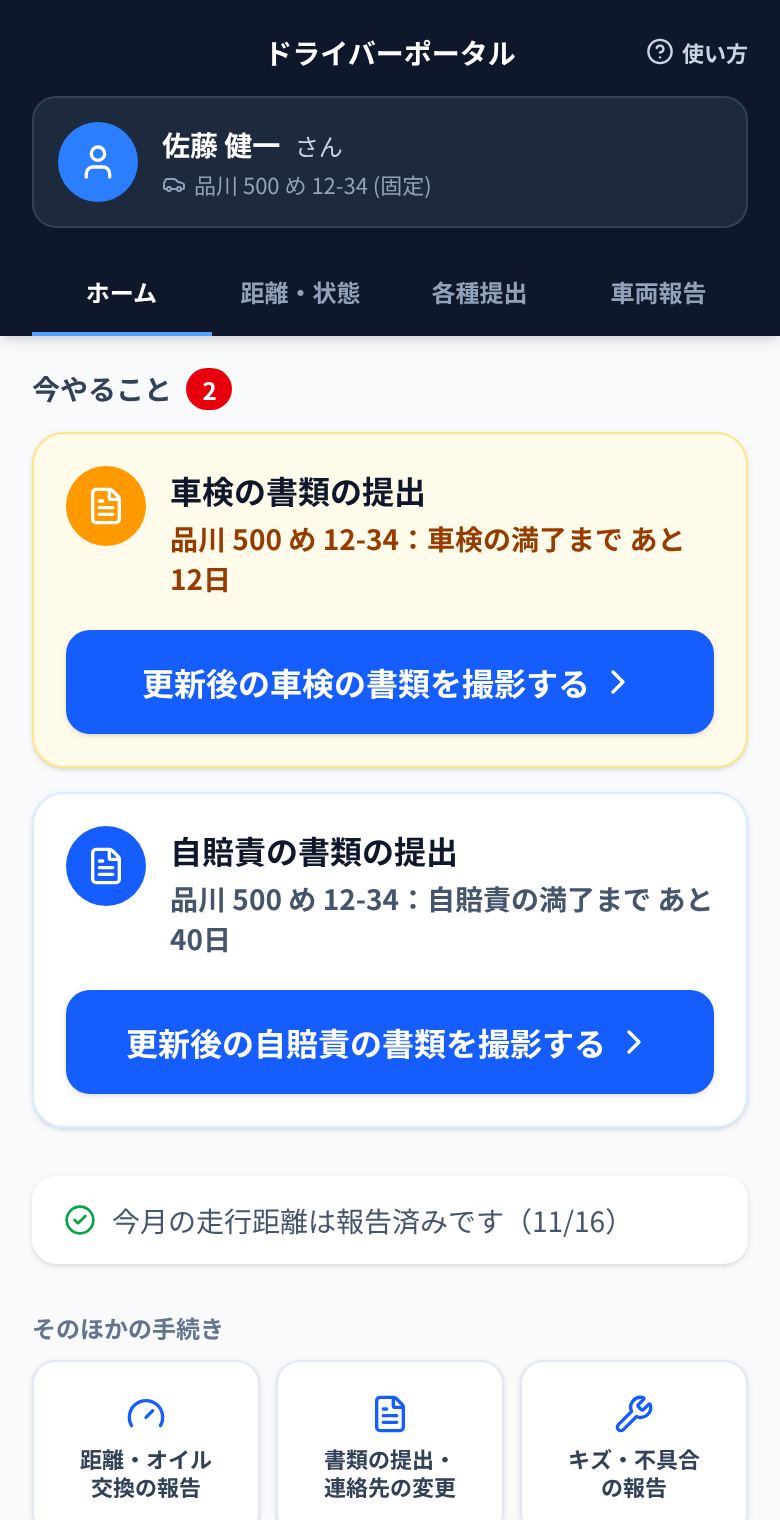 ドライバーポータル
使い方
佐藤 健一 さん
品川 500 め 12-34 (固定)
ホーム
距離・状態
各種提出
車両報告
今やること 2
車検の書類の提出
品川 500 め 12-34：車検の満了まで あと
12日
更新後の車検の書類を撮影する
自賠責の書類の提出
品川 500 め 12-34：自賠責の満了まで あと
40日
更新後の自賠責の書類を撮影する
今月の走行距離は報告済みです（11/16）
そのほかの手続き
距離・オイル
交換の報告
書類の提出・
連絡先の変更
キズ・不具合
の報告